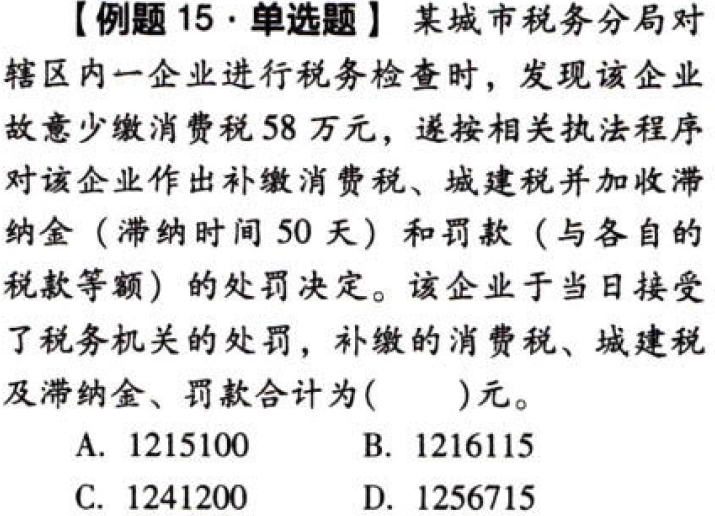 【例题 15·单选题】 某城市税务分局对
辖区内一企业进行税务检查时，发现该企业
故意少缴消费税 58 万元，遂按相关执法程序
对该企业作出补缴消费税、城建税并加收滞
纳金（滞纳时间 50 天）和罚款（与各自的
税款等额）的处罚决定。该企业于当日接受
了税务机关的处罚，补缴的消费税、城建税
及滞纳金、罚款合计为(　　)元。
A. 1215100　　B. 1216115
C. 1241200　　D. 1256715